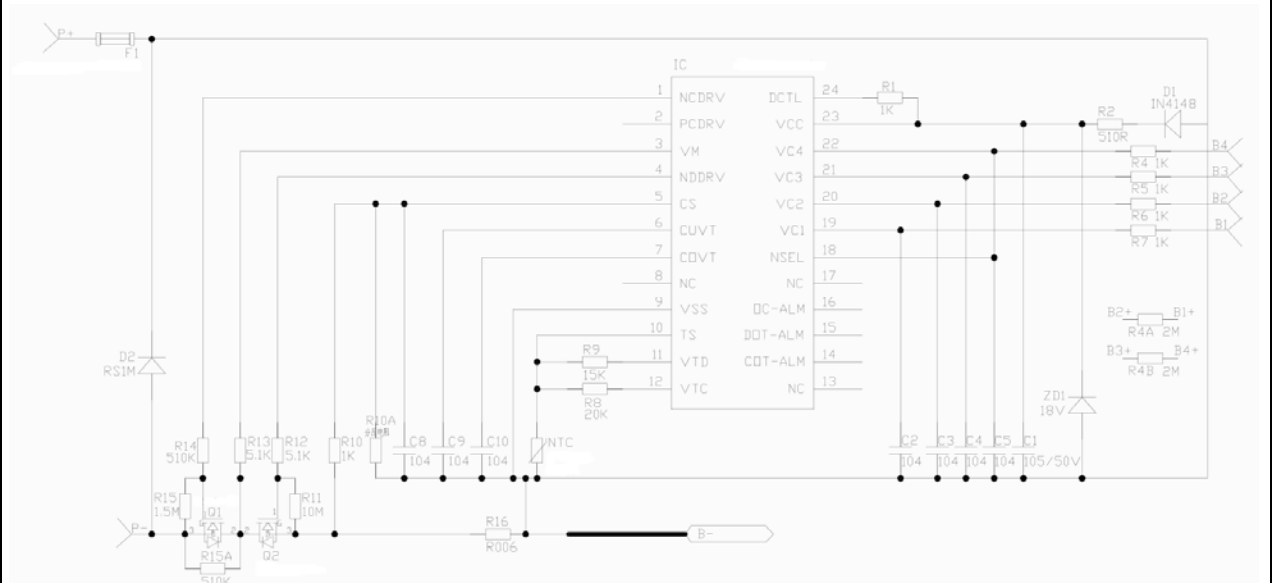 P+
F1
IC
1 NCDRV DCTL 24 R1
1K
2 PCDRV VCC 23
R2
510R
D1
IN4148
3 VM VC4 22
R4 1K B4
4 NDDRV VC3 21
R5 1K B3
5 CS VC2 20
R6 1K B2
6 CUVT VC1 19
R7 1K B1
7 COVT NSEL 18
8 NC NC 17
9 VSS OC-ALM 16
10 TS DOT-ALM 15
11 VTD COT-ALM 14
12 VTC NC 13
R9
15K
R8
20K
B2+ B1+
R4A 2M
B3+ B4+
R4B 2M
D2
RS1M
ZD1
18V
R14
510K
R13
5.1K
R12
5.1K
R10
1K
R10A
C8
104
C9
104
C10
104
NTC
C2
104
C3
104
C4
104
C5
104
C1
105/50V
R15
1.5M
Q1
R11
10M
P-
Q2
R15A
510K
R16
R006
B-